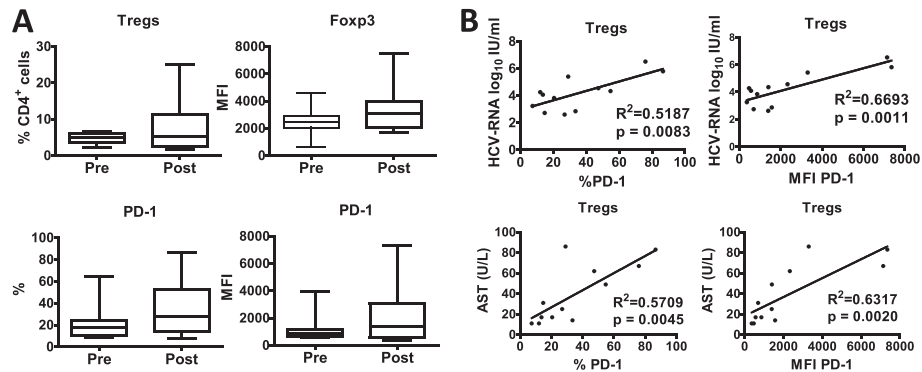 A
Tregs
% CD4+ cells
30
20
10
0
Pre
Post
Foxp3
MFI
8000
6000
4000
2000
0
Pre
Post
PD-1
%
100
80
60
40
20
0
Pre
Post
PD-1
MFI
8000
6000
4000
2000
0
Pre
Post
B
Tregs
HCV-RNA log10 IU/ml
8
6
4
2
0
R2=0.5187
p = 0.0083
0 20 40 60 80 100
%PD-1
Tregs
HCV-RNA log10 IU/ml
8
6
4
2
0
R2=0.6693
p = 0.0011
0 2000 4000 6000 8000
MFI PD-1
Tregs
AST (U/L)
100
80
60
40
20
0
R2=0.5709
p = 0.0045
0 20 40 60 80 100
% PD-1
Tregs
AST (U/L)
100
80
60
40
20
0
R2=0.6317
p = 0.0020
0 2000 4000 6000 8000
MFI PD-1